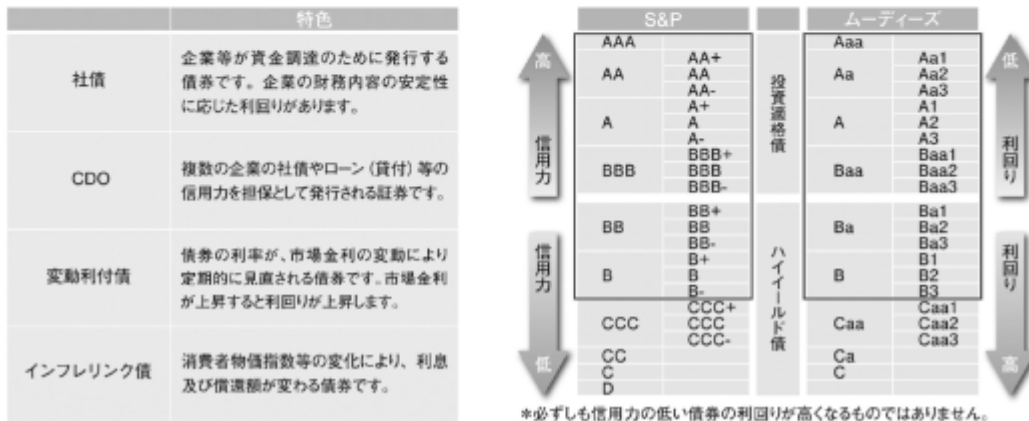 特色
社債
企業等が資金調達のために発行する
債券です。企業の財務内容の安定性
に応じた利回りがあります。
CDO
複数の企業の社債やローン（貸付）等の
信用力を担保として発行される証券です。
変動利付債
債券の利率が、市場金利の変動により
定期的に見直される債券です。市場金利
が上昇すると利回りが上昇します。
インフレリンク債
消費者物価指数等の変化により、利息
及び償還額が変わる債券です。
S&P
ムーディーズ
高
信用力
信用力
低
AAA
AA
AA+
AA
AA-
A
A+
A
A-
BBB
BBB+
BBB
BBB-
BB
BB+
BB
BB-
B
B+
B
B-
CCC
CCC+
CCC
CCC-
CC
C
D
投資適格債
ハイイールド債
Aaa
Aa
Aa1
Aa2
Aa3
A
A1
A2
A3
Baa
Baa1
Baa2
Baa3
Ba
Ba1
Ba2
Ba3
B
B1
B2
B3
Caa
Caa1
Caa2
Caa3
Ca
C
低
利回り
利回り
高
*必ずしも信用力の低い債券の利回りが高くなるものではありません。